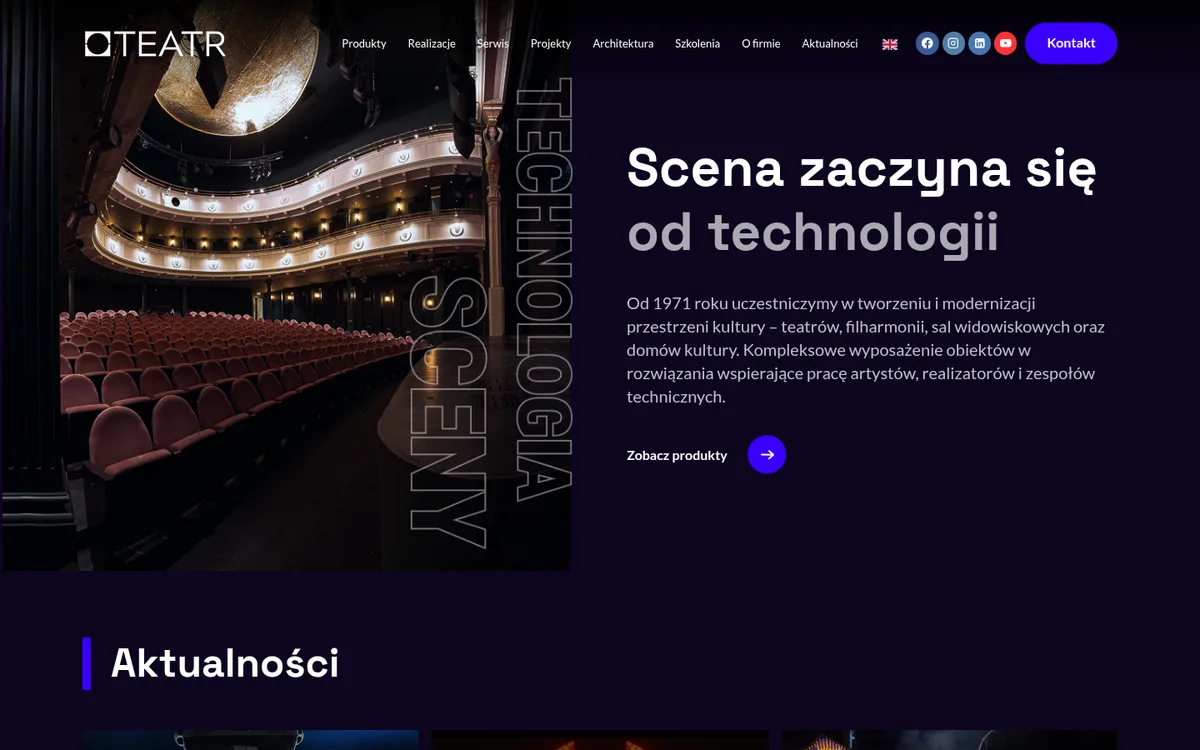 TEATR
Produkty
Realizacje
Serwis
Projekty
Architektura
Szkolenia
O firmie
Aktualności
Kontakt
TECHNOLOGIA
SCENY
Scena zaczyna się
od technologii
Od 1971 roku uczestniczymy w tworzeniu i modernizacji
przestrzeni kultury – teatrów, filharmonii, sal widowiskowych oraz
domów kultury. Kompleksowe wyposażenie obiektów w
rozwiązania wspierające pracę artystów, realizatorów i zespołów
technicznych.
Zobacz produkty
Aktualności